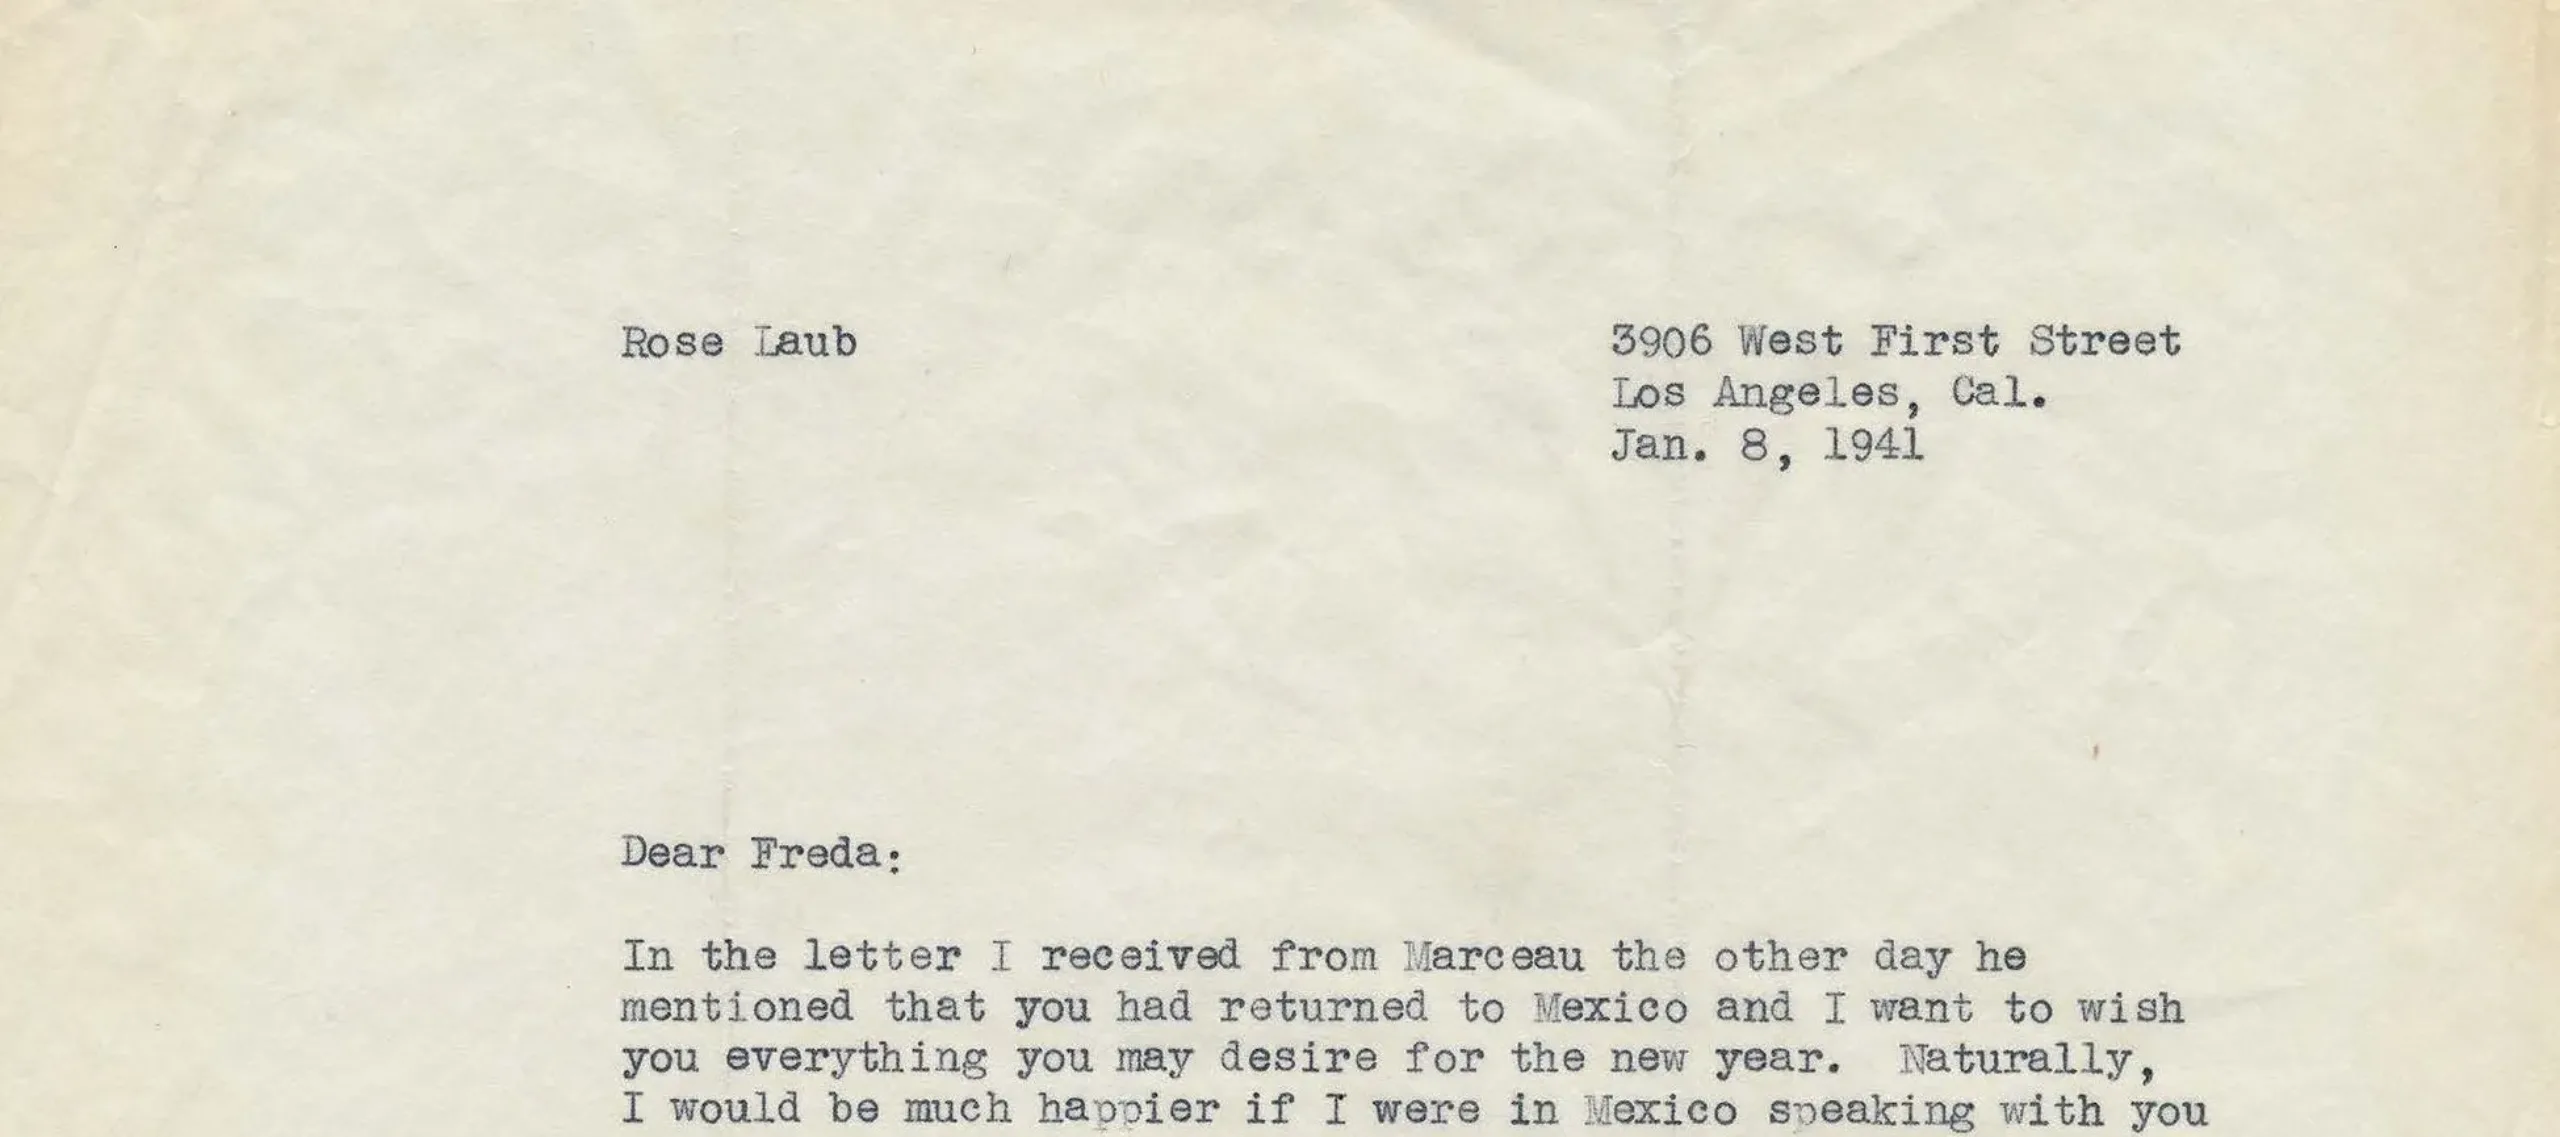 Rose Laub
3906 West First Street
Los Angeles, Cal.
Jan. 8, 1941
Dear Freda:
In the letter I received from Marceau the other day he
mentioned that you had returned to Mexico and I want to wish
you everything you may desire for the new year.  Naturally,
I would be much happier if I were in Mexico speaking with you